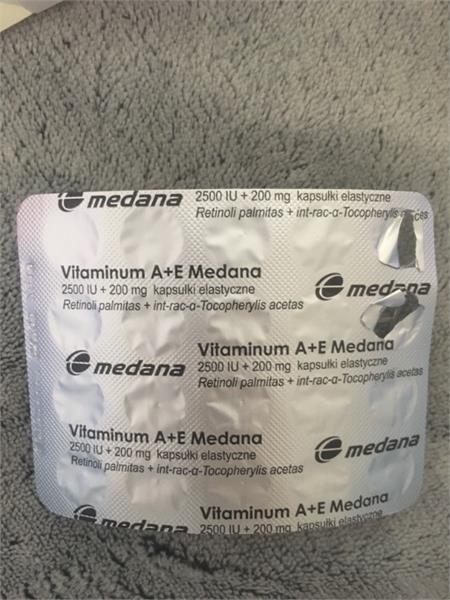 medana
2500 IU + 200 mg kapsułki elastyczne
Retinoli palmitas + int-rac-α-Tocopherylis
Vitaminum A+E Medana
2500 IU + 200 mg kapsułki elastyczne
Retinoli palmitas + int-rac-α-Tocopherylis acetas
medana
Vitaminum A+E Medana
2500 IU + 200 mg kapsułki elastyczne
Retinoli palmitas + int-rac-α-Tocopherylis acetas
medana
Vitaminum A+E Medana
2500 IU + 200 mg kapsułki elastyczne
Retinoli palmitas + int-rac-α-Tocopherylis acetas
medana
Vitaminum A+E Medana
2500 IU + 200 mg kapsułki elastyczne
medana